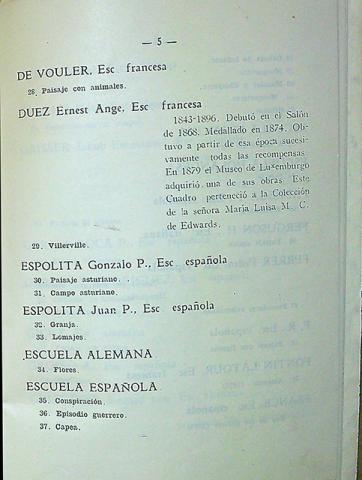 — 5 —
DE VOULER, Esc francesa
28. Paisaje con animales.
DUEZ Ernest Ange, Esc francesa
1843-1896. Debutó en el Salón
de 1868. Medallado en 1874. Ob-
tuvo a partir de esa época sucesi-
vamente todas las recompensas.
En 1879 el Museo de Luxemburgo
adquirió una de sus obras. Este
Cuadro perteneció a la Colección
de la señora María Luisa M. C.
de Edwards.
29. Villerville.
ESPOLITA Gonzalo P., Esc española
30. Paisaje asturiano.
31. Campo asturiano.
ESPOLITA Juan P., Esc española
32. Granja.
33. Lomajes.
ESCUELA ALEMANA
34. Flores.
ESCUELA ESPAÑOLA
35. Conspiración.
36. Episodio guerrero.
37. Capea.